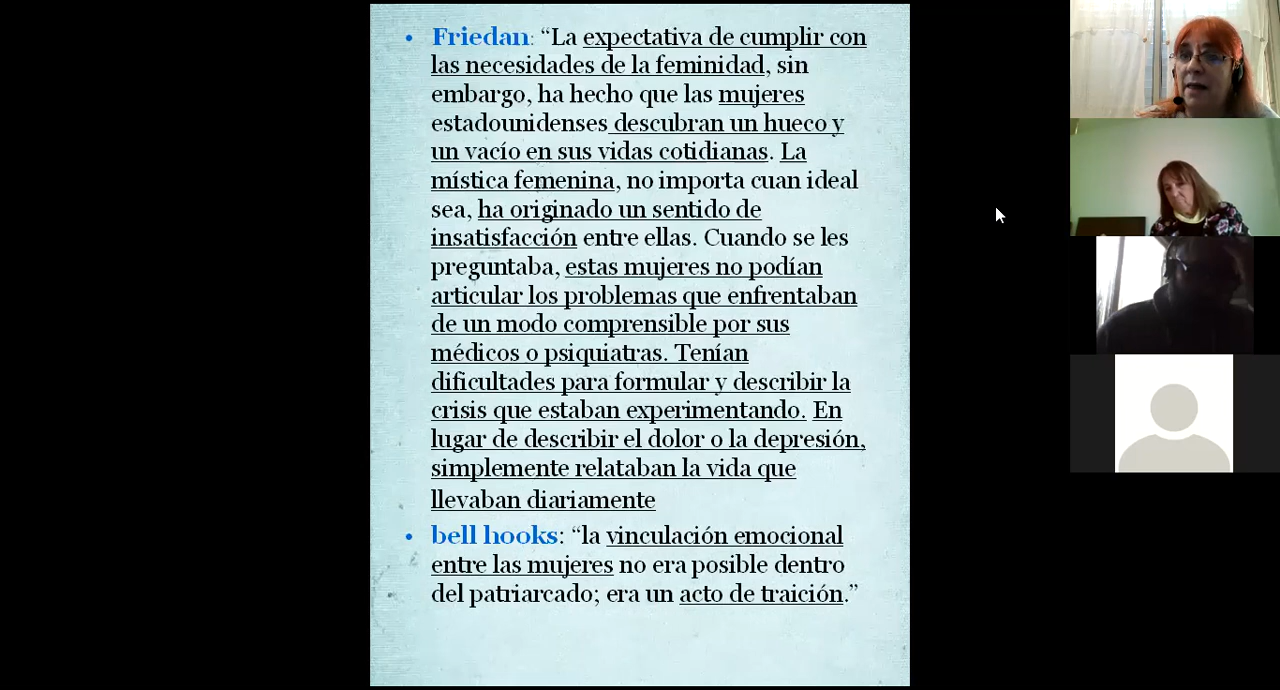 • Friedan: “La expectativa de cumplir con
las necesidades de la feminidad, sin
embargo, ha hecho que las mujeres
estadounidenses descubran un hueco y
un vacío en sus vidas cotidianas. La
mística femenina, no importa cuan ideal
sea, ha originado un sentido de
insatisfacción entre ellas. Cuando se les
preguntaba, estas mujeres no podían
articular los problemas que enfrentaban
de un modo comprensible por sus
médicos o psiquiatras. Tenían
dificultades para formular y describir la
crisis que estaban experimentando. En
lugar de describir el dolor o la depresión,
simplemente relataban la vida que
llevaban diariamente
• bell hooks: “la vinculación emocional
entre las mujeres no era posible dentro
del patriarcado; era un acto de traición.”